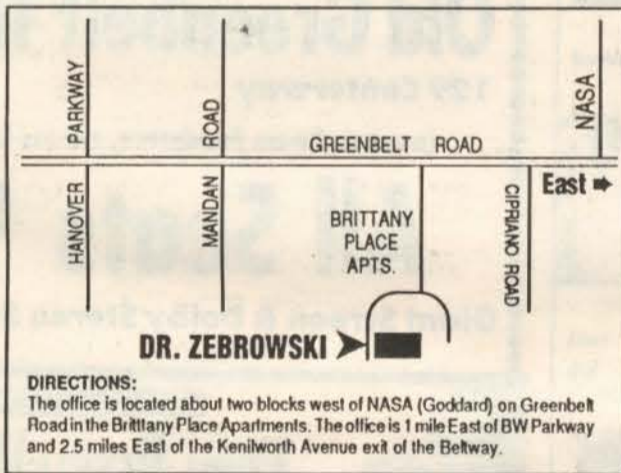 PARKWAY
ROAD
NASA
GREENBELT ROAD
East ➡
HANOVER
MANDAN
BRITTANY
PLACE
APTS.
CIPRIANO ROAD
DR. ZEBROWSKI
DIRECTIONS:
The office is located about two blocks west of NASA (Goddard) on Greenbelt
Road in the Brittany Place Apartments. The office is 1 mile East of BW Parkway
and 2.5 miles East of the Kenilworth Avenue exit of the Beltway.